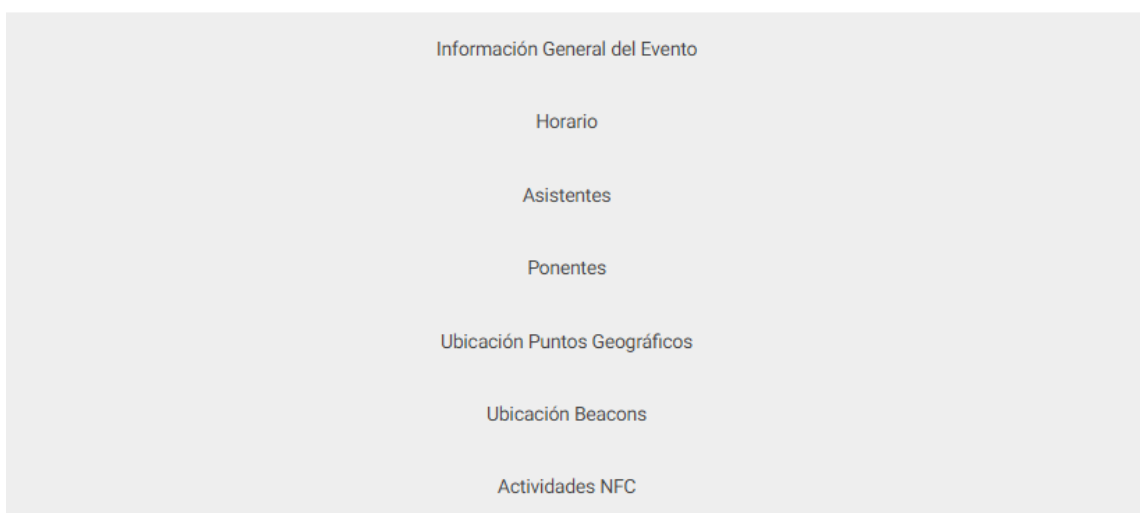 Información General del Evento
Horario
Asistentes
Ponentes
Ubicación Puntos Geográficos
Ubicación Beacons
Actividades NFC